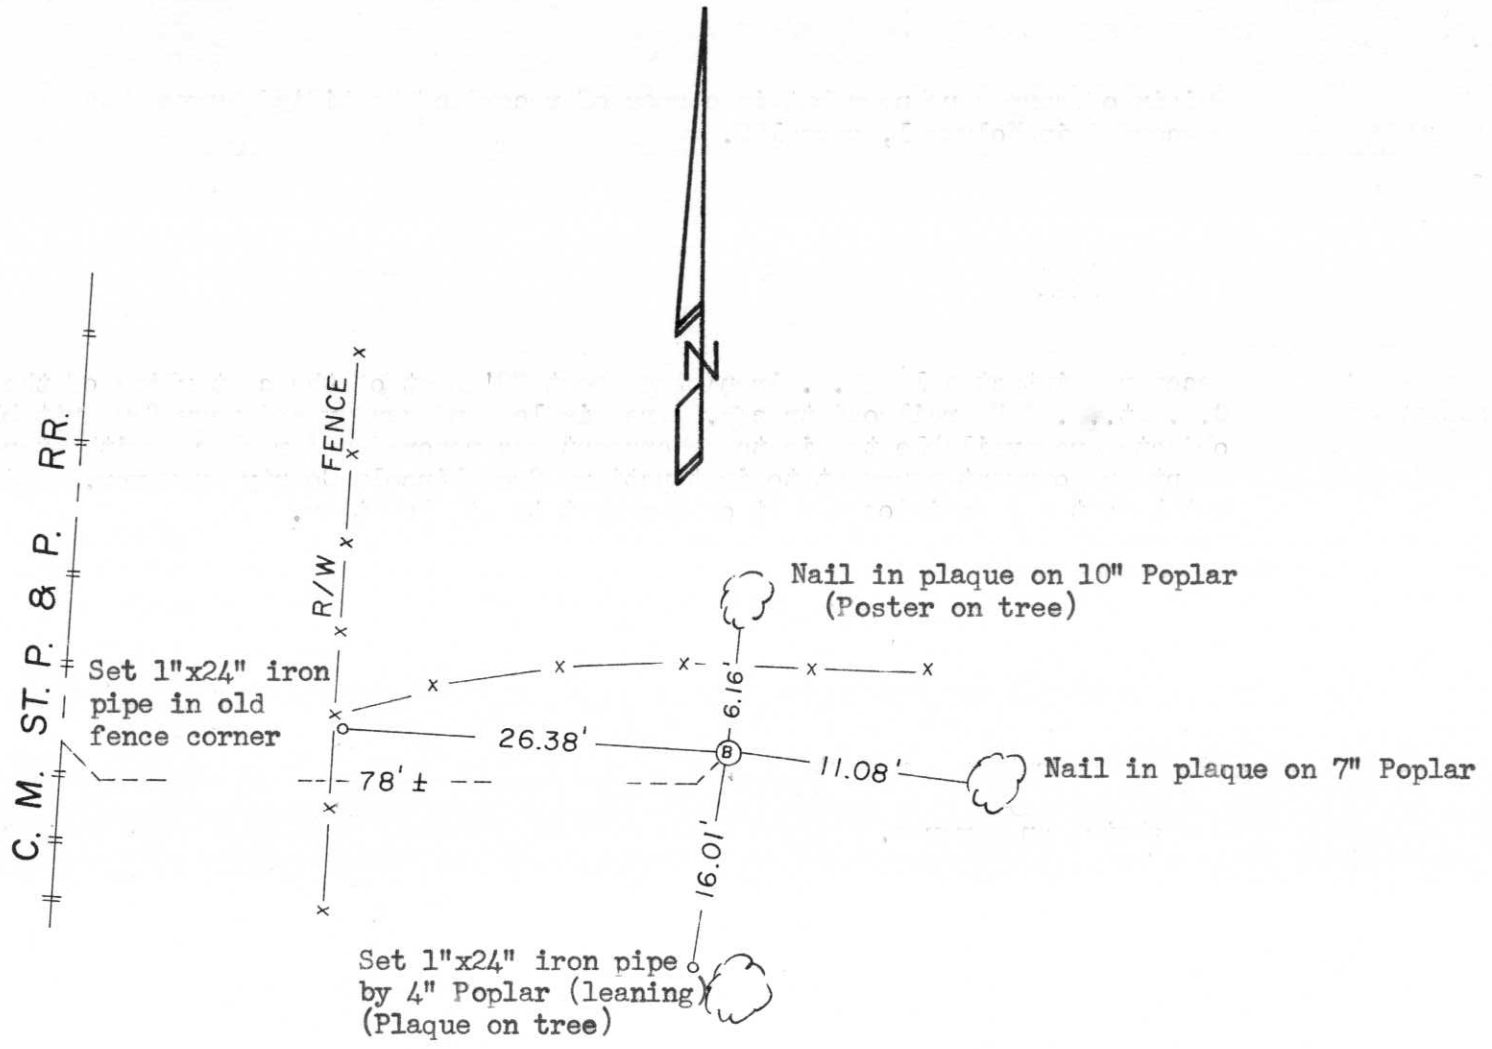 N
C. M. ST. P. & P. RR.
R/W FENCE
Nail in plaque on 10" Poplar
(Poster on tree)
Set 1"x24" iron
pipe in old
fence corner
6.16'
26.38'
B
11.08'
Nail in plaque on 7" Poplar
78' ±
16.01'
Set 1"x24" iron pipe
by 4" Poplar (leaning)
(Plaque on tree)